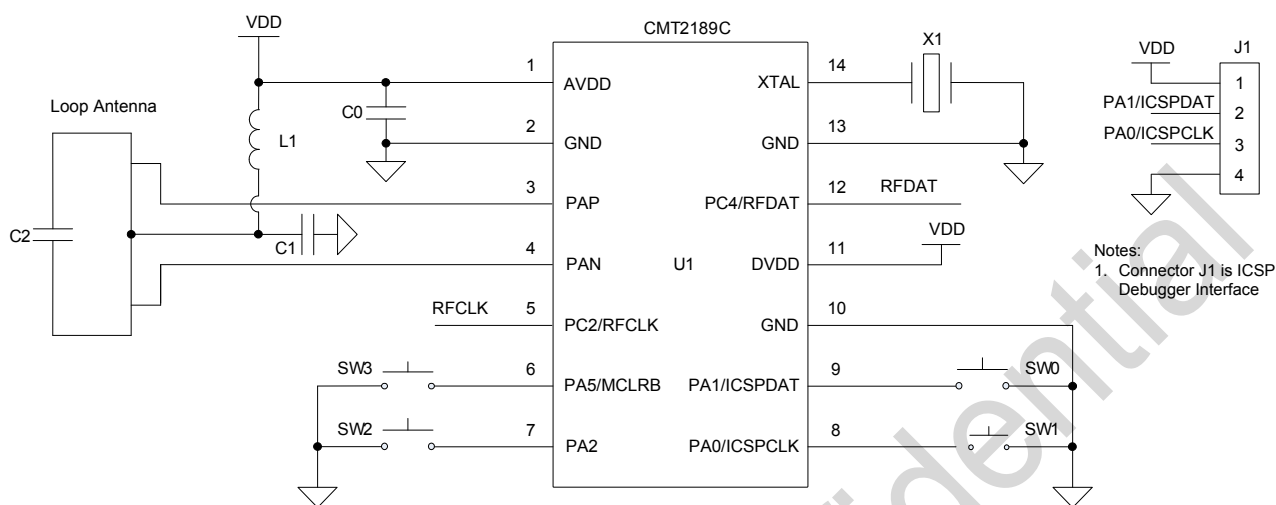 CMT2189C
VDD
1
AVDD
C0
2
GND
Loop Antenna
L1
3
PAP
C2
C1
4
PAN
U1
RFCLK
5
PC2/RFCLK
SW3
6
PA5/MCLRB
SW2
7
PA2
X1
14
XTAL
13
GND
12
PC4/RFDAT
RFDAT
VDD
11
DVDD
10
GND
9
PA1/ICSPDAT
SW0
8
PA0/ICSPCLK
SW1
J1
VDD
1
PA1/ICSPDAT
2
PA0/ICSPCLK
3
4
Notes:
1. Connector J1 is ICSP
Debugger Interface
fidential